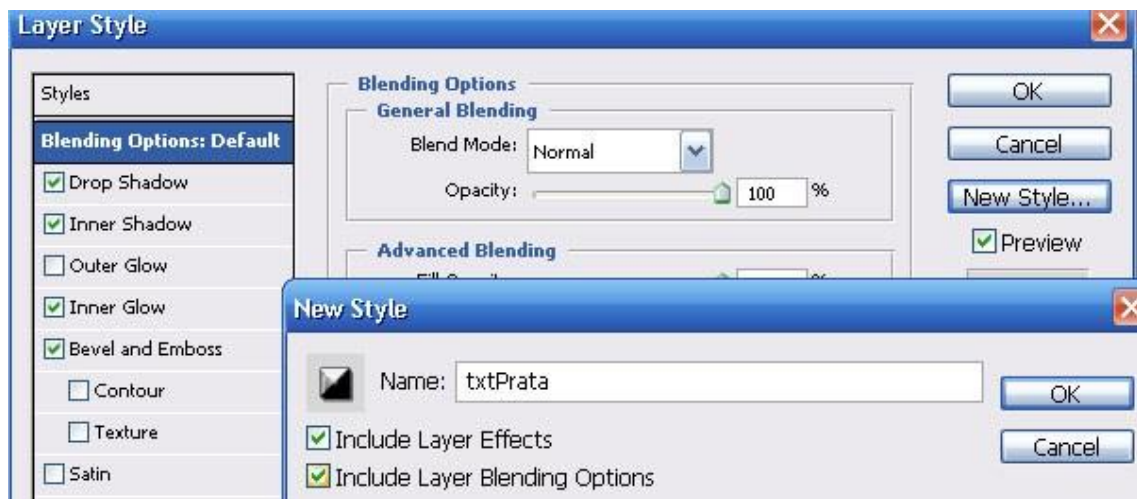 Layer Style
Styles
Blending Options: Default
Drop Shadow
Inner Shadow
Outer Glow
Inner Glow
Bevel and Emboss
Contour
Texture
Satin
Blending Options
General Blending
Blend Mode: Normal
Opacity: 100 %
Advanced Blending
OK
Cancel
New Style...
Preview
New Style
Name: txtPrata
Include Layer Effects
Include Layer Blending Options
OK
Cancel